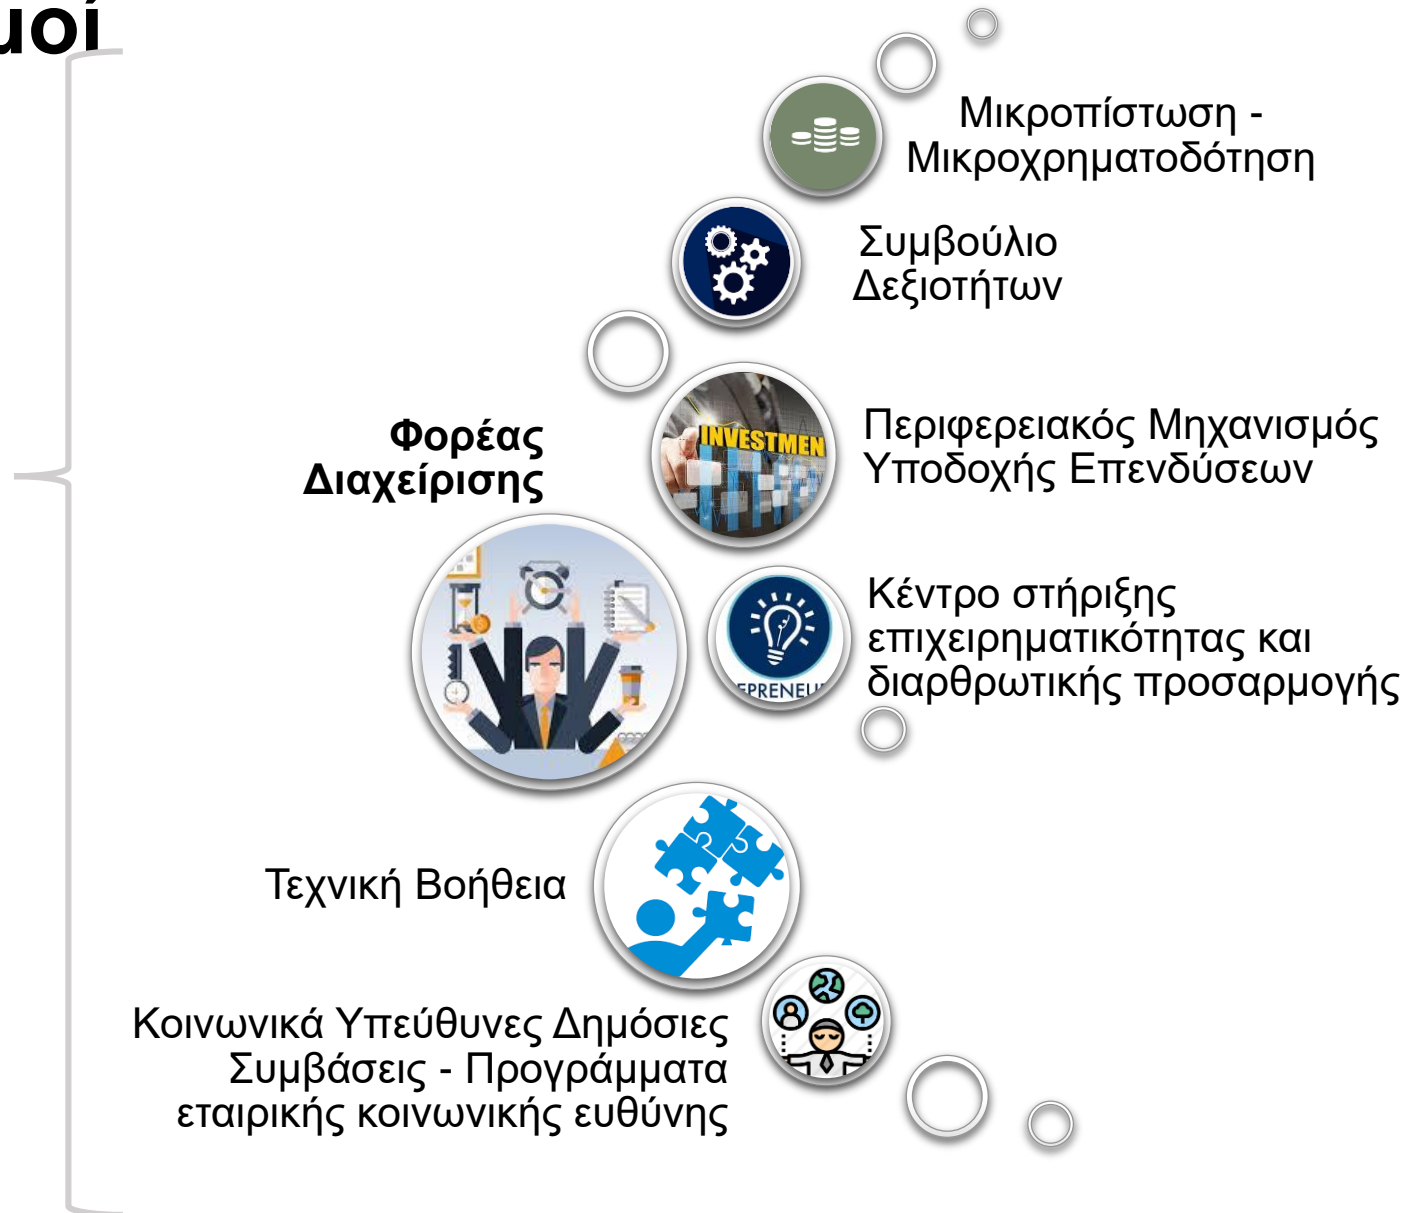 μοί
Μικροπίστωση -
Μικροχρηματοδότηση
Συμβούλιο
Δεξιοτήτων
Φορέας
Διαχείρισης
INVESTMEN
Περιφερειακός Μηχανισμός
Υποδοχής Επενδύσεων
Κέντρο στήριξης
επιχειρηματικότητας και
διαρθρωτικής προσαρμογής
EPRENEU
Τεχνική Βοήθεια
Κοινωνικά Υπεύθυνες Δημόσιες
Συμβάσεις - Προγράμματα
εταιρικής κοινωνικής ευθύνης